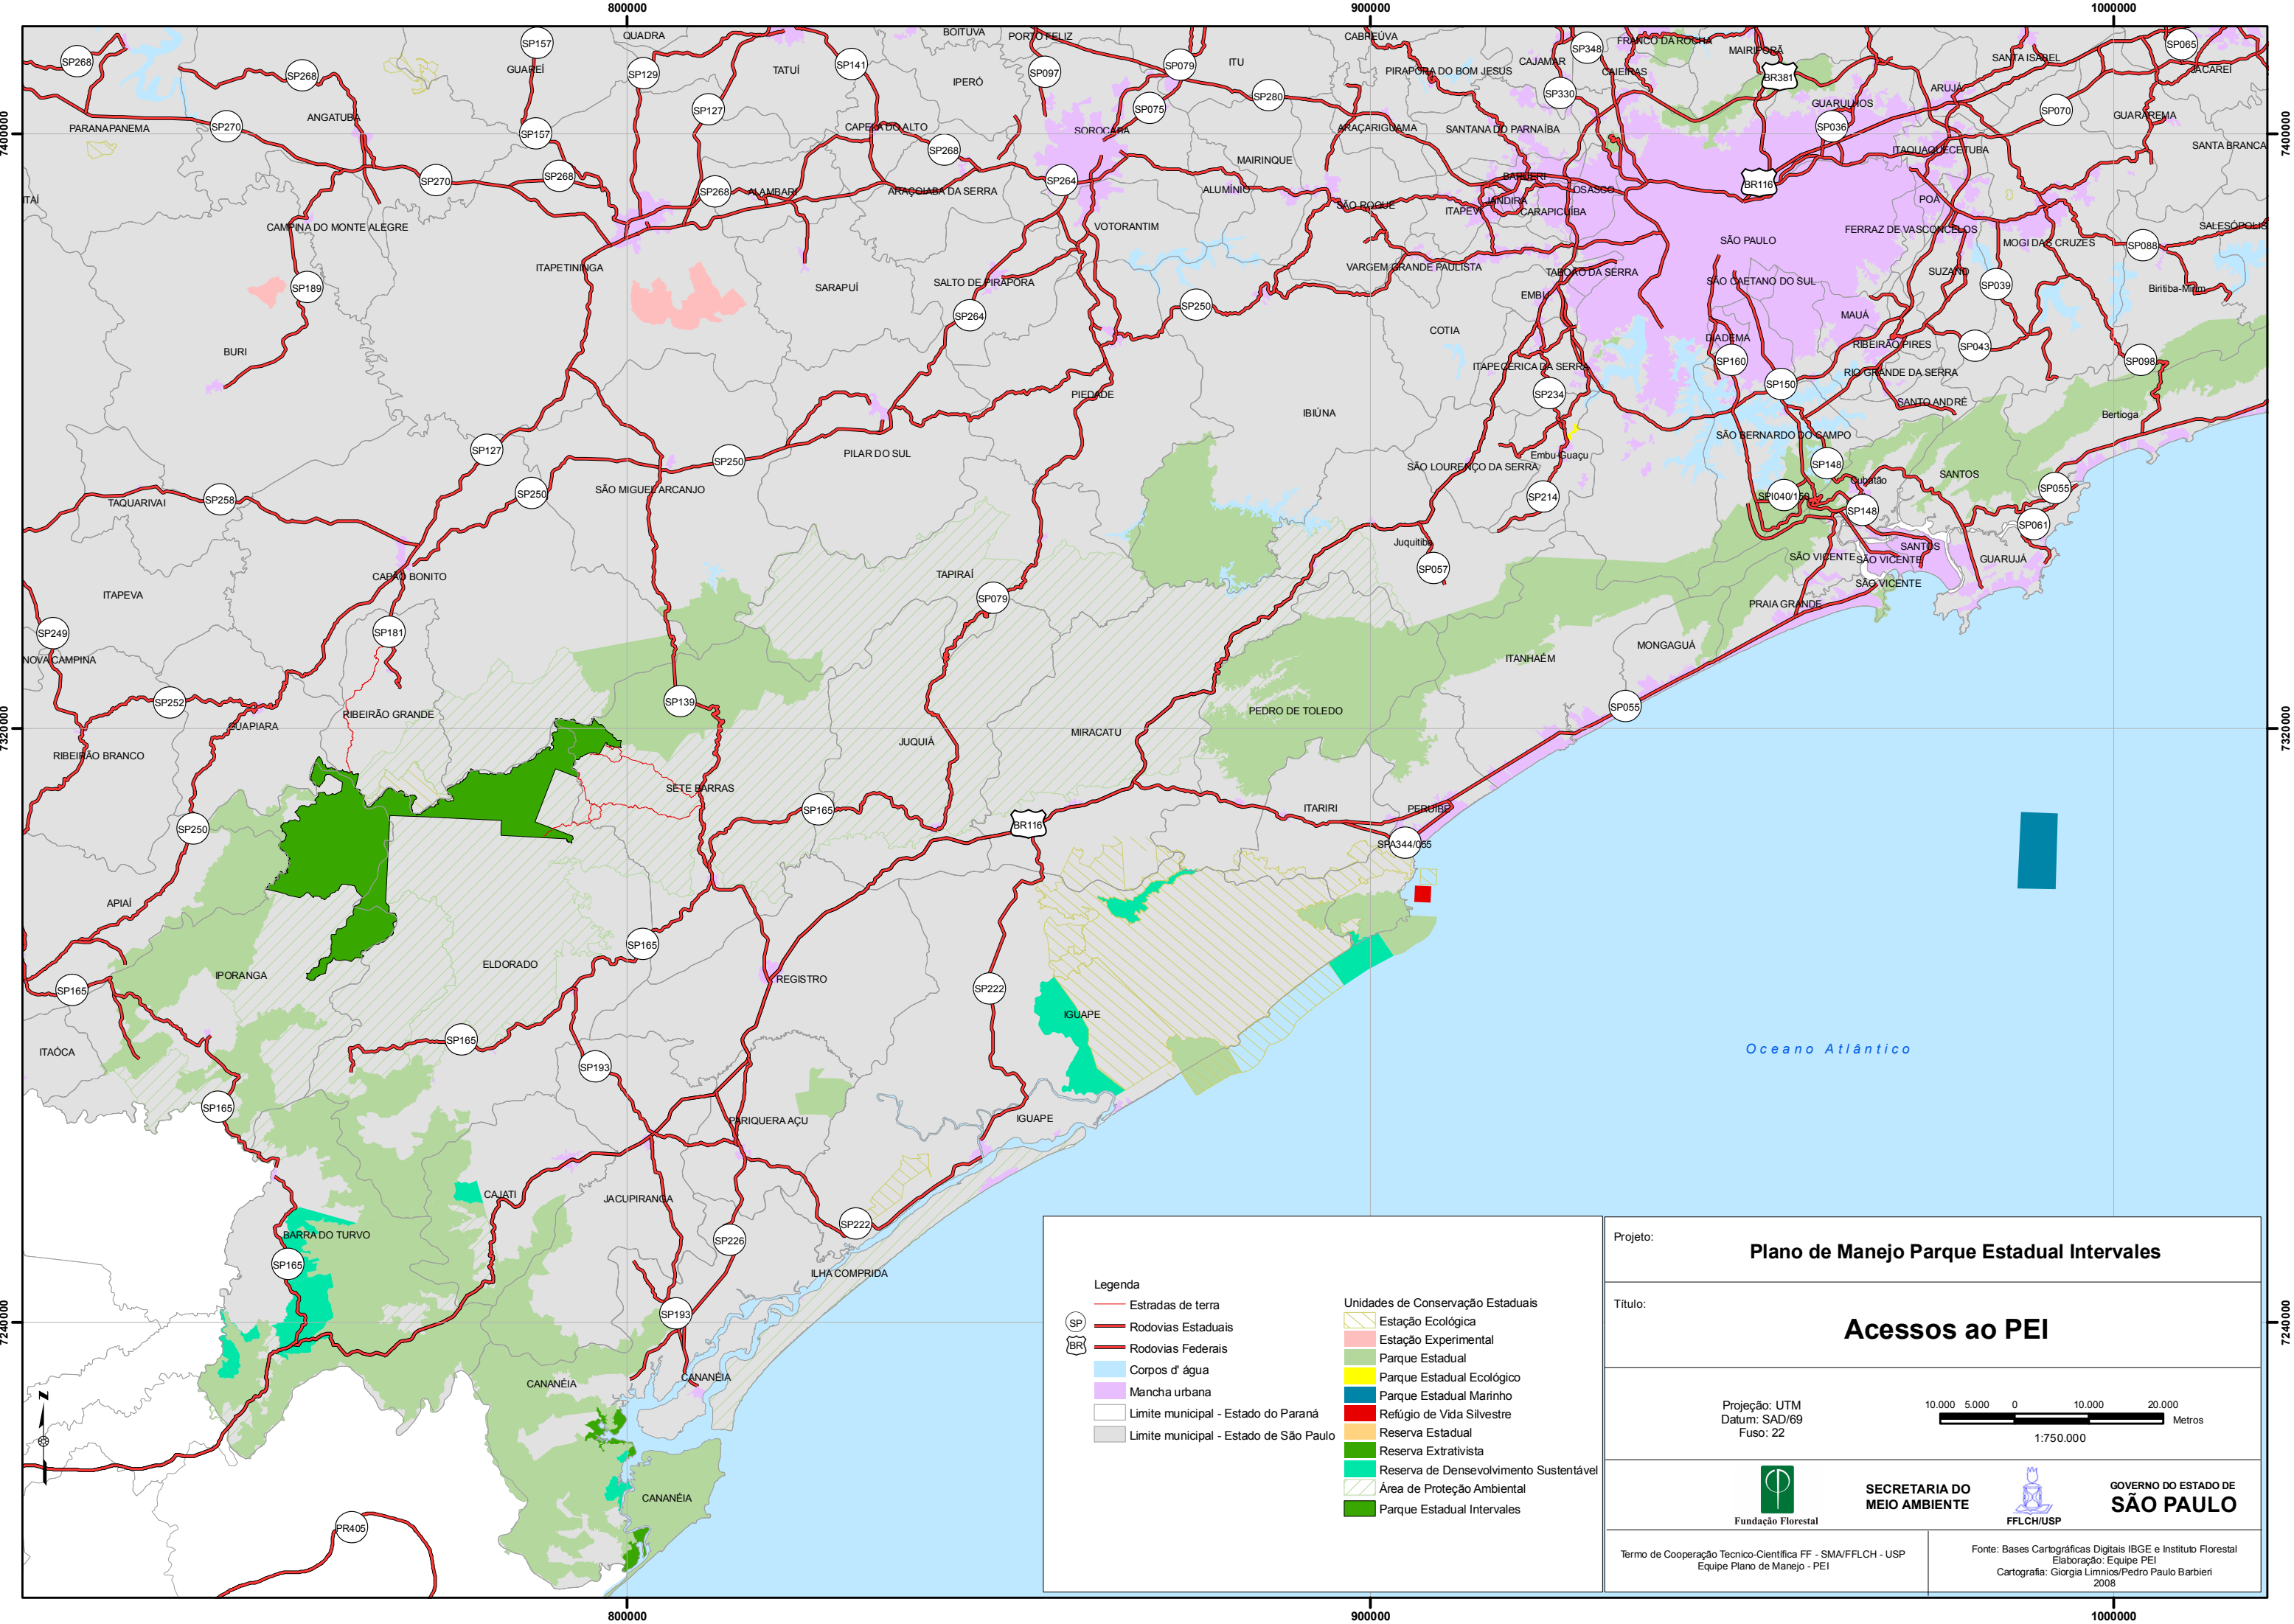 800000
900000
1000000
SP268
SP157
QUADRA
BOITUVA
PORTO FELIZ
CABREÚVA
SP348
FRANCO DA ROCHA
MAIRIPORÃ
SANTA ISABEL
SP065
SP268
GUAREÍ
SP129
TATUÍ
SP141
IPERÓ
SP097
SP079
ITU
PIRAPORA DO BOM JESUS
CAJAMAR
CAIEIRAS
BR381
JACAREÍ
ARUJÁ
SP127
SP075
SP280
SP330
GUARULHOS
SP070
GUARAREMA
7400000
PARANAPANEMA
SP270
ANGATUBA
SP157
CAPELA DO ALTO
SOROCABA
ARAÇARIGUAMA
SANTANA DO PARNAÍBA
SP036
7400000
SP268
MAIRINQUE
ITAQUAQUECETUBA
SANTA BRANCA
SP270
SP268
SP268
ALAMBARI
ARAÇOIABA DA SERRA
SP264
ALUMÍNIO
BARUERI
OSASCO
BR116
ITAÍ
SÃO ROQUE
ITAPEVI
JANDIRA
CARAPICUÍBA
POÁ
CAMPINA DO MONTE ALEGRE
VOTORANTIM
FERRAZ DE VASCONCELOS
SALESÓPOLIS
ITAPETININGA
SÃO PAULO
MOGI DAS CRUZES
SP088
VARGEM GRANDE PAULISTA
TABOÃO DA SERRA
SUZANO
SP189
SARAPUÍ
SALTO DE PIRAPORA
SÃO CAETANO DO SUL
SP039
Biritiba-Mirim
SP264
SP250
EMBU
MAUÁ
BURI
COTIA
DIADEMA
RIBEIRÃO PIRES
SP043
SP160
SP098
ITAPECERICA DA SERRA
RIO GRANDE DA SERRA
SP150
PIEDADE
SP234
SANTO ANDRÉ
IBIÚNA
Bertioga
SP127
SP250
PILAR DO SUL
Embu-Guaçu
SÃO BERNARDO DO CAMPO
SÃO LOURENÇO DA SERRA
SP148
SANTOS
TAQUARIVAI
SP258
SP250
SÃO MIGUEL ARCANJO
SP214
SPI040/150
Cubatão
SP055
SP148
SP061
Juquitiba
SANTOS
CAPÃO BONITO
TAPIRAÍ
SP057
SÃO VICENTE
SÃO VICENTE
GUARUJÁ
SÃO VICENTE
ITAPEVA
SP079
PRAIA GRANDE
SP249
SP181
NOVA CAMPINA
ITANHAÉM
MONGAGUÁ
SP252
RIBEIRÃO GRANDE
SP139
PEDRO DE TOLEDO
SP055
7320000
GUAPIARA
JUQUIÁ
MIRACATU
7320000
RIBEIRÃO BRANCO
SETE BARRAS
SP165
ITARIRI
PERUÍBE
SP250
BR116
SPA344/055
APIAÍ
SP165
IPORANGA
ELDORADO
REGISTRO
SP165
SP222
IGUAPE
SP165
ITAÓCA
Oceano Atlântico
SP193
SP165
PARIQUERA AÇU
IGUAPE
CAJATI
JACUPIRANGA
SP222
BARRA DO TURVO
SP226
SP165
ILHA COMPRIDA
SP193
7240000
7240000
CANANÉIA
CANANÉIA
CANANÉIA
PR405
N
Legenda
Estradas de terra
SP
Rodovias Estaduais
BR
Rodovias Federais
Corpos d' água
Mancha urbana
Limite municipal - Estado do Paraná
Limite municipal - Estado de São Paulo
Unidades de Conservação Estaduais
Estação Ecológica
Estação Experimental
Parque Estadual
Parque Estadual Ecológico
Parque Estadual Marinho
Refúgio de Vida Silvestre
Reserva Estadual
Reserva Extrativista
Reserva de Densevolvimento Sustentável
Área de Proteção Ambiental
Parque Estadual Intervales
Projeto:
Plano de Manejo Parque Estadual Intervales
Título:
Acessos ao PEI
Projeção: UTM
Datum: SAD/69
Fuso: 22
10.000 5.000 0 10.000 20.000
Metros
1:750.000
Fundação Florestal
SECRETARIA DO
MEIO AMBIENTE
FFLCH/USP
GOVERNO DO ESTADO DE
SÃO PAULO
Termo de Cooperação Tecnico-Científica FF - SMA/FFLCH - USP
Equipe Plano de Manejo - PEI
Fonte: Bases Cartográficas Digitais IBGE e Instituto Florestal
Elaboração: Equipe PEI
Cartografia: Giorgia Limnios/Pedro Paulo Barbieri
2008
800000
900000
1000000